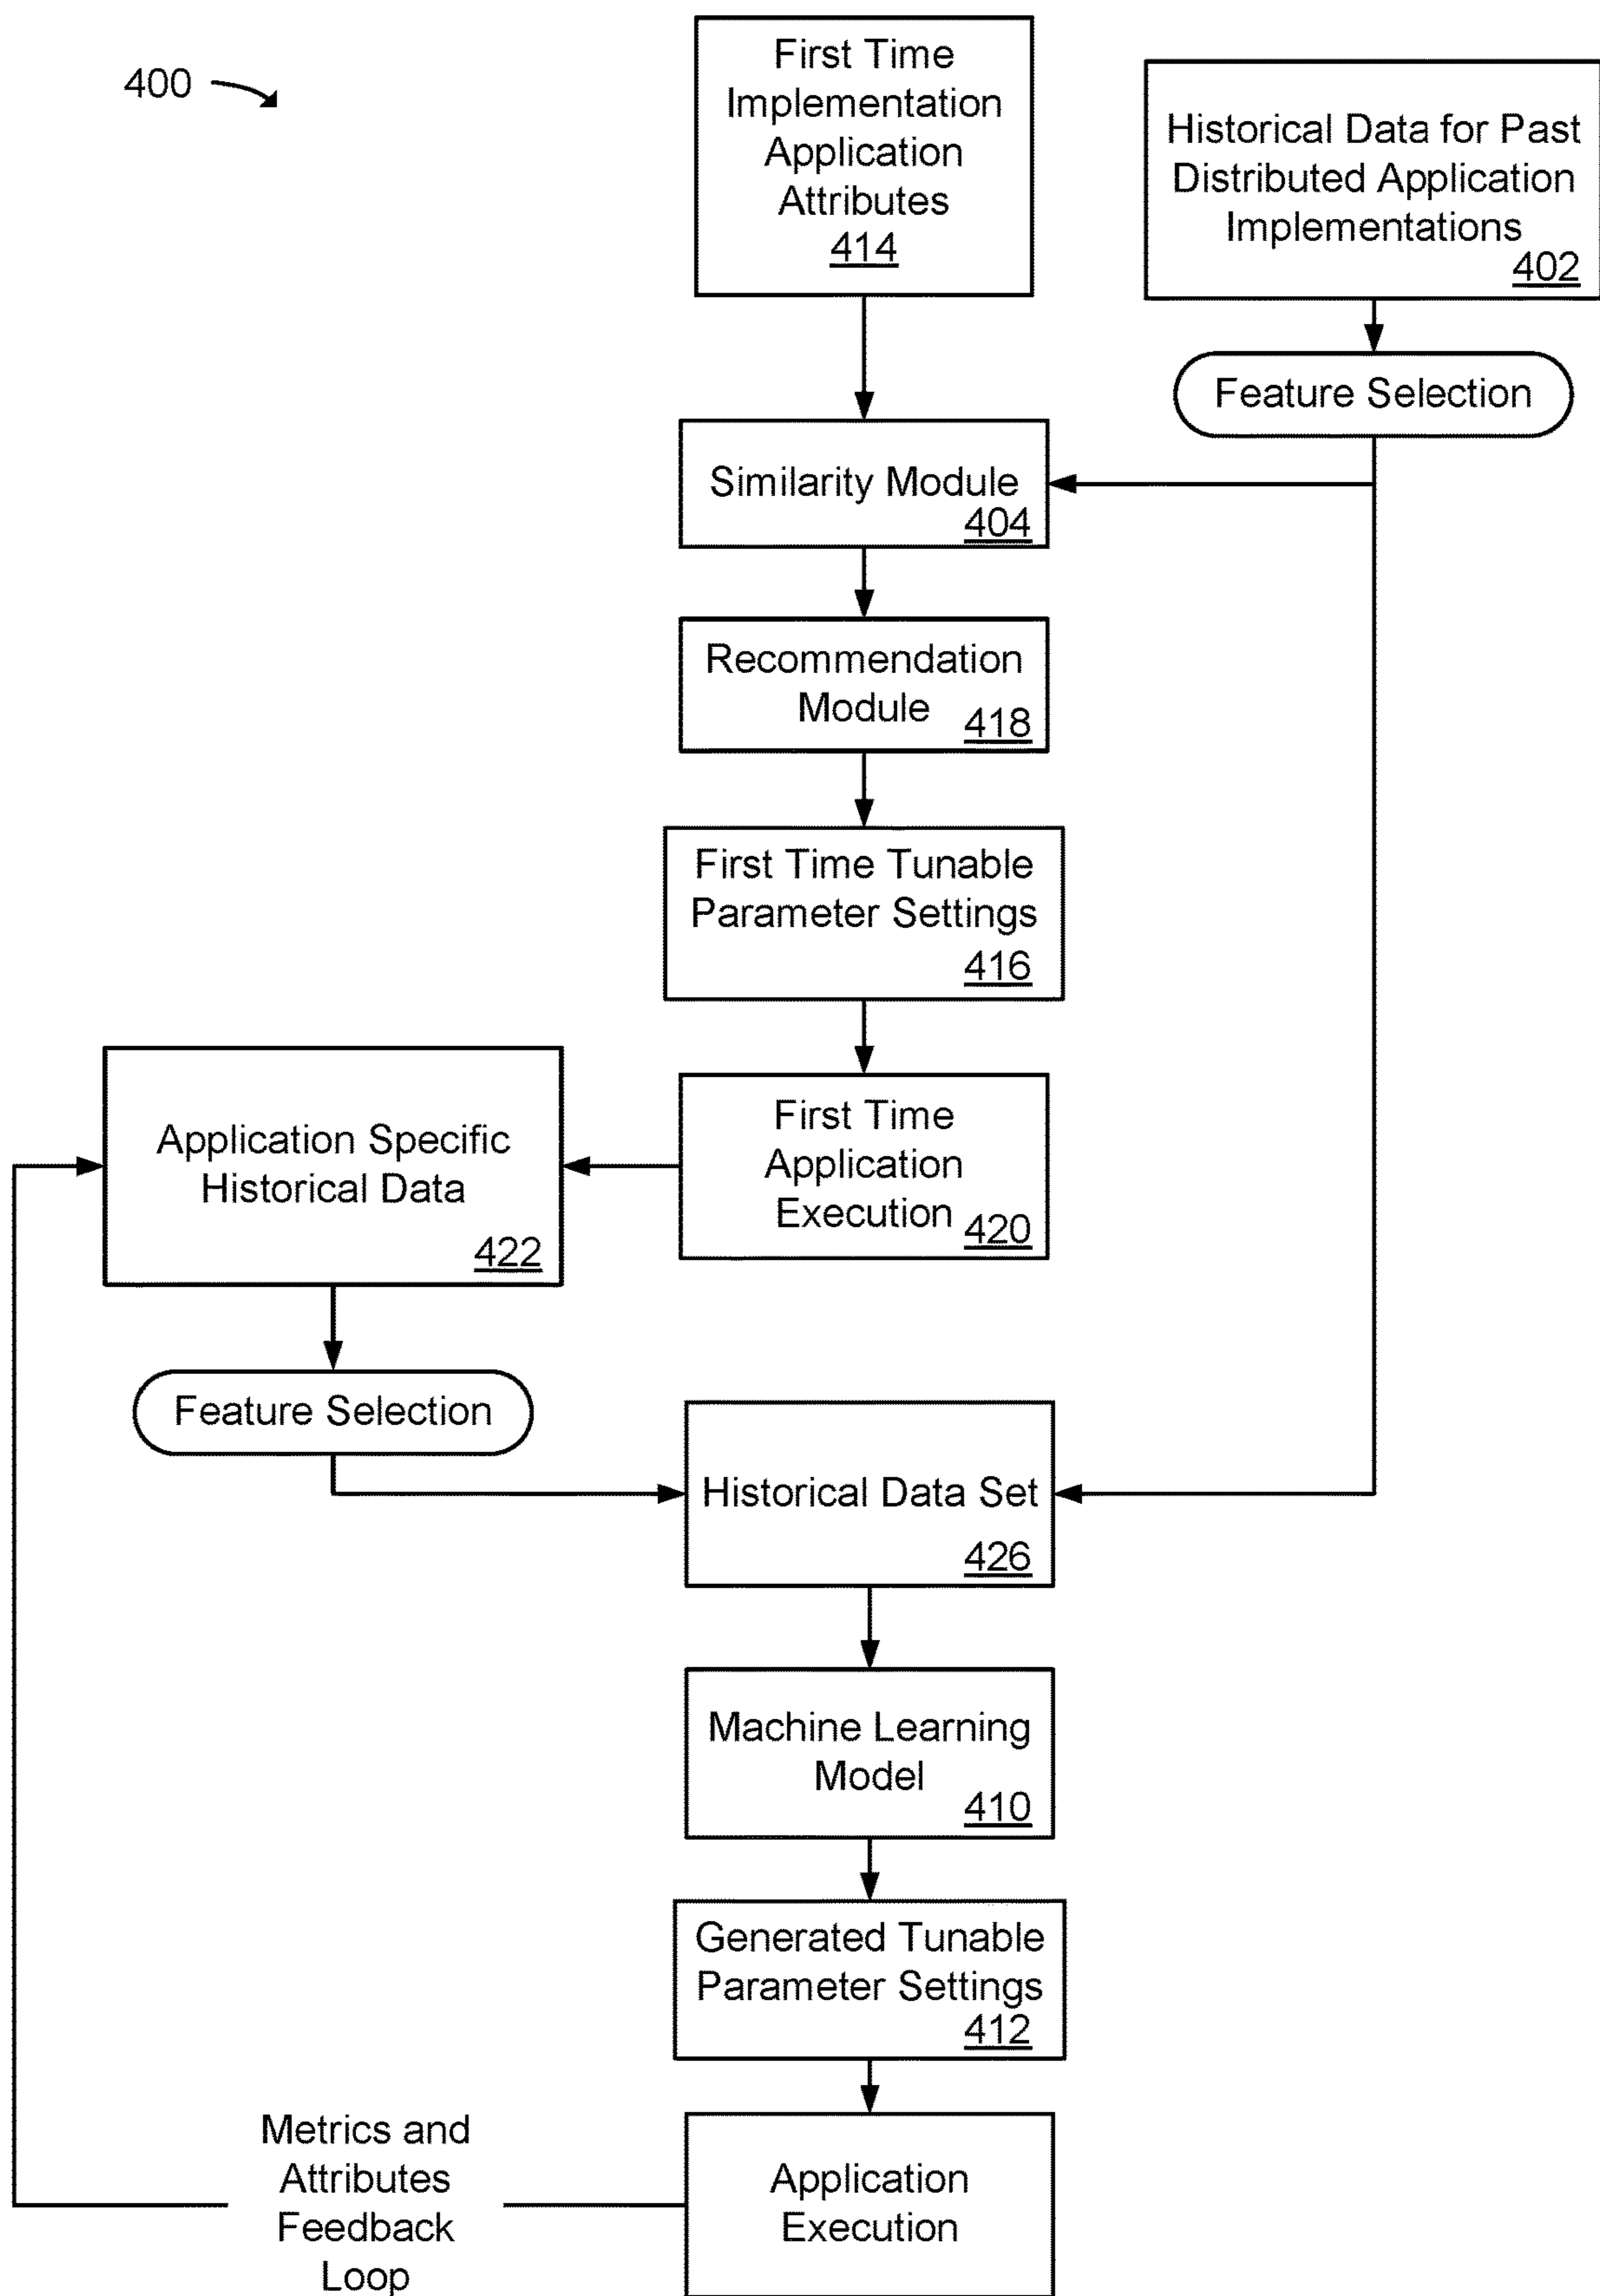 400
First Time
Implementation
Application
Attributes
414
Historical Data for Past
Distributed Application
Implementations
402
Feature Selection
Similarity Module
404
Recommendation
Module
418
First Time Tunable
Parameter Settings
416
First Time
Application
Execution
420
Application Specific
Historical Data
422
Feature Selection
Historical Data Set
426
Machine Learning
Model
410
Generated Tunable
Parameter Settings
412
Metrics and
Attributes
Feedback
Loop
Application
Execution